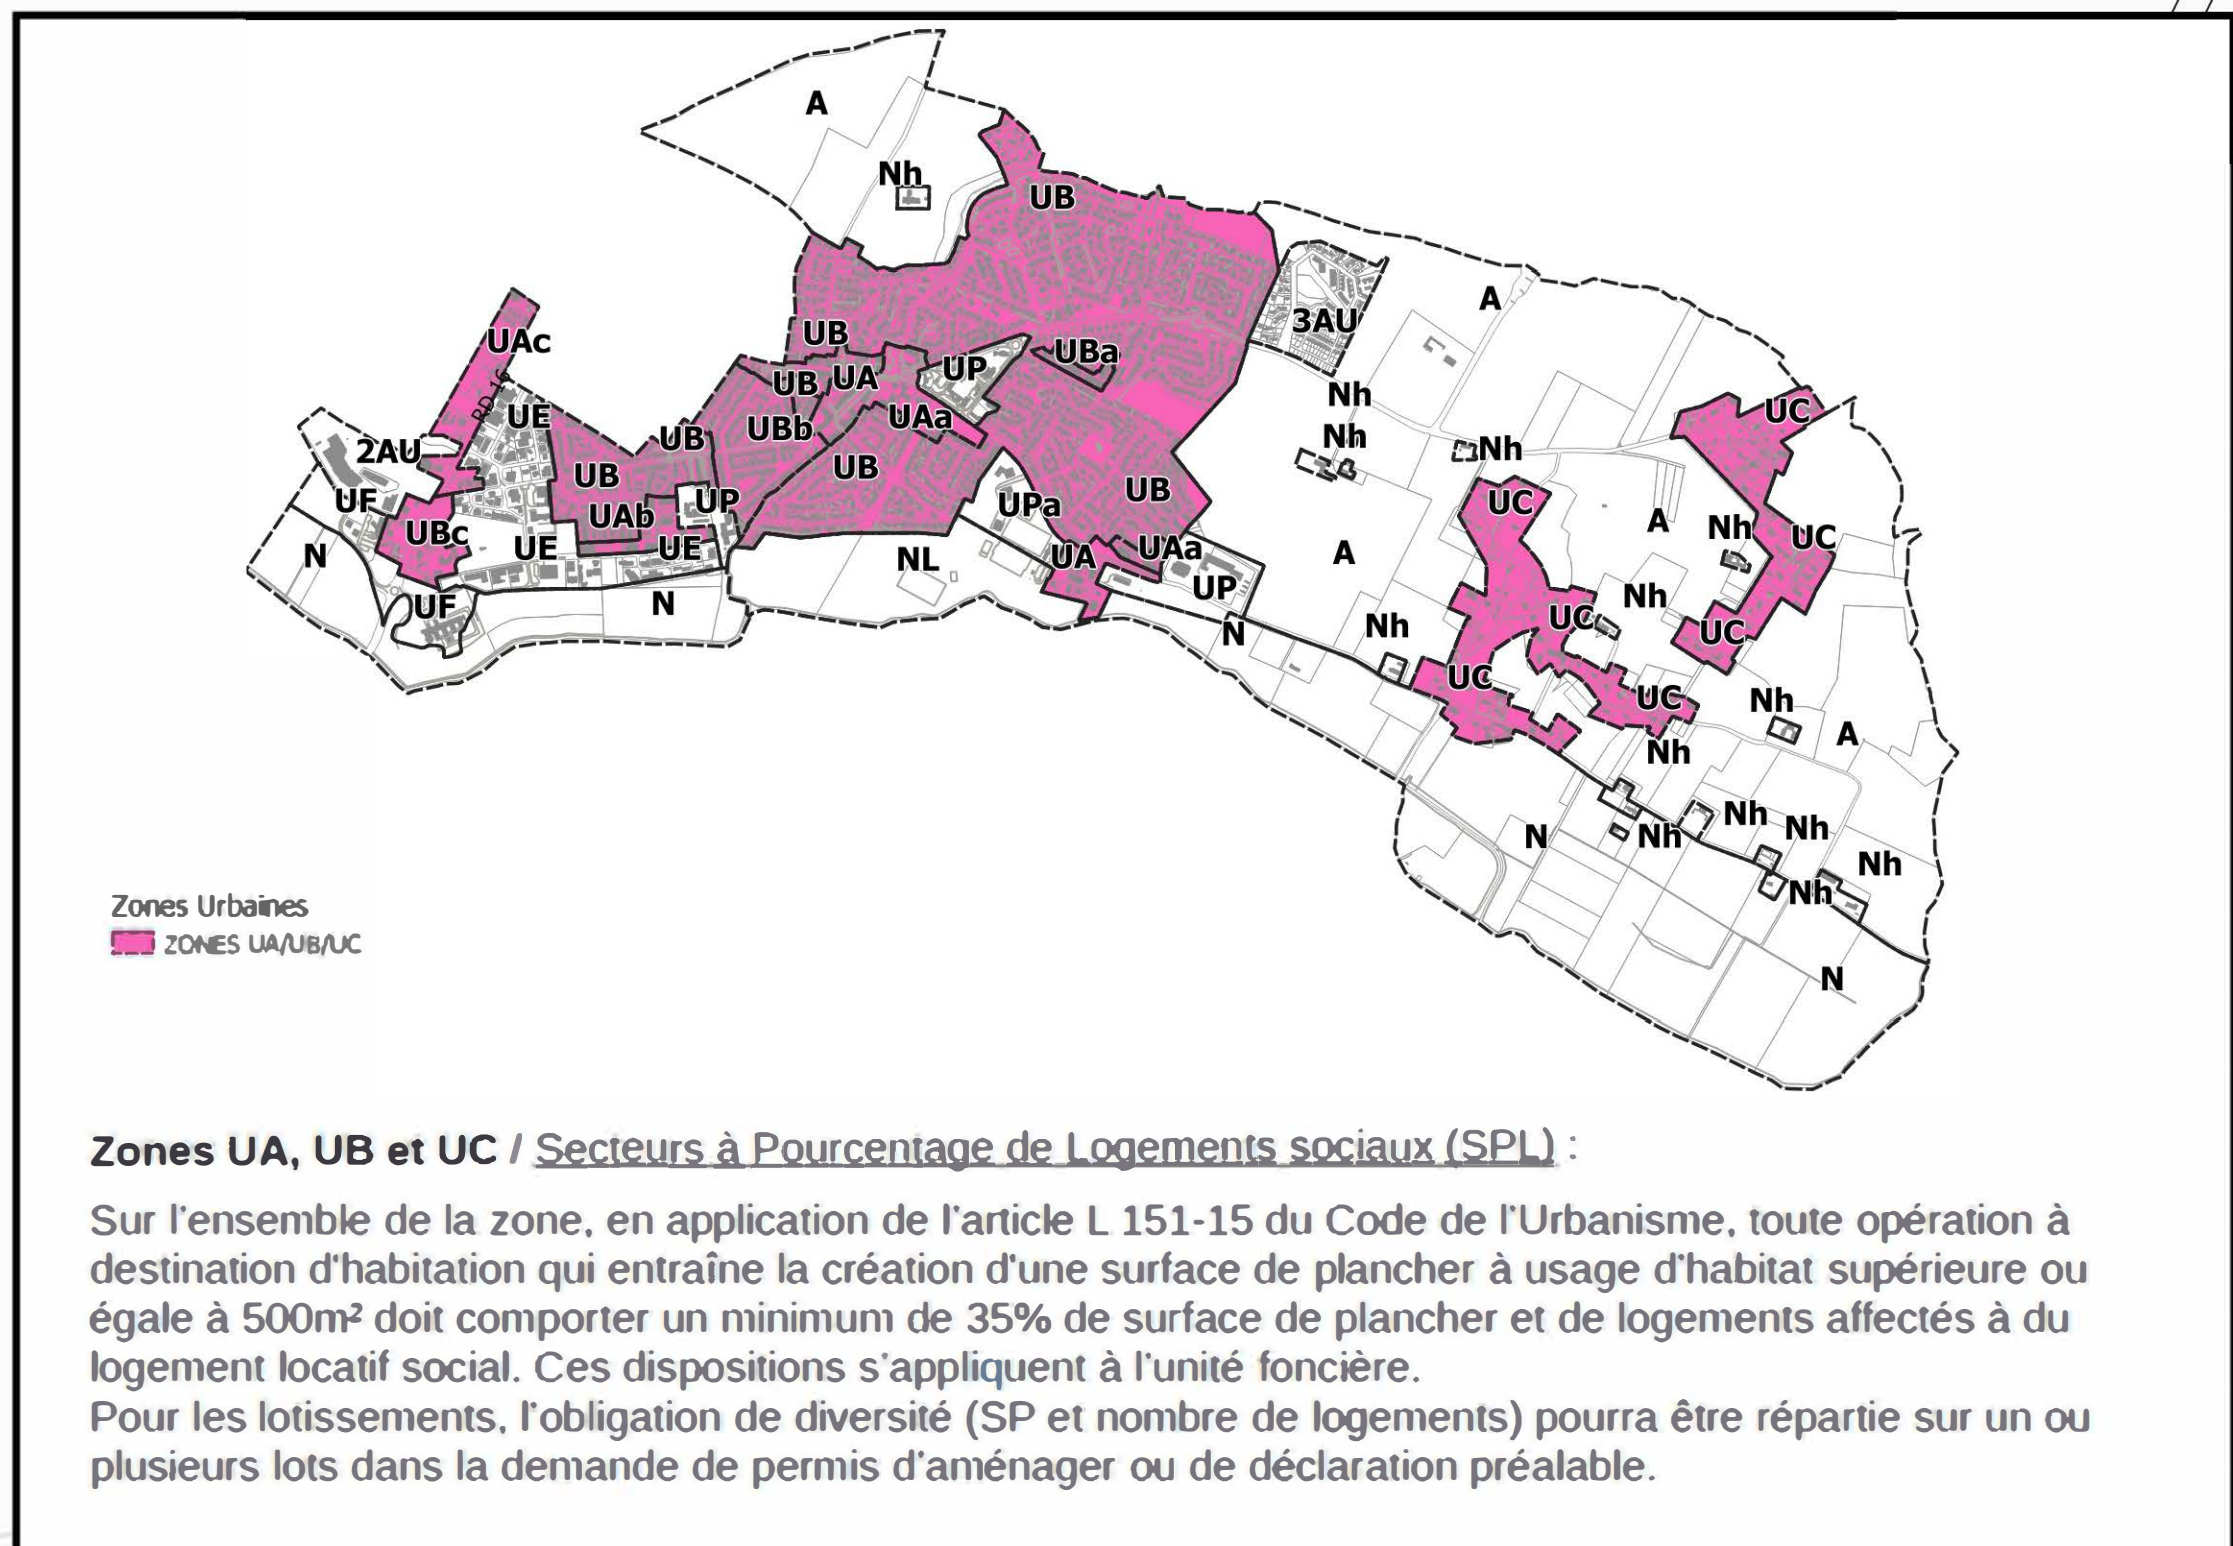 A
Nh
UB
UAc
A
3AU
UB
UBa
UP
UB
UA
RD 16
Nh
UE
UAa
UC
UBb
Nh
UB
Nh
2AU
UB
UB
UF
UP
UPa
UB
UC
UAb
A
Nh
UC
UBc
UE
UE
N
NL
UA
UAa
A
UP
Nh
UF
N
UC
Nh
N
UC
UC
UC
Nh
A
Nh
Nh
Nh
N
Nh
Nh
Nh
N
Zones Urbaines
ZONES UA/UB/UC
Zones UA, UB et UC / Secteurs à Pourcentage de Logements sociaux (SPL) :
Sur l'ensemble de la zone, en application de l'article L 151-15 du Code de l'Urbanisme, toute opération à
destination d'habitation qui entraîne la création d'une surface de plancher à usage d'habitat supérieure ou
égale à 500m² doit comporter un minimum de 35% de surface de plancher et de logements affectés à du
logement locatif social. Ces dispositions s'appliquent à l'unité foncière.
Pour les lotissements, l'obligation de diversité (SP et nombre de logements) pourra être répartie sur un ou
plusieurs lots dans la demande de permis d'aménager ou de déclaration préalable.